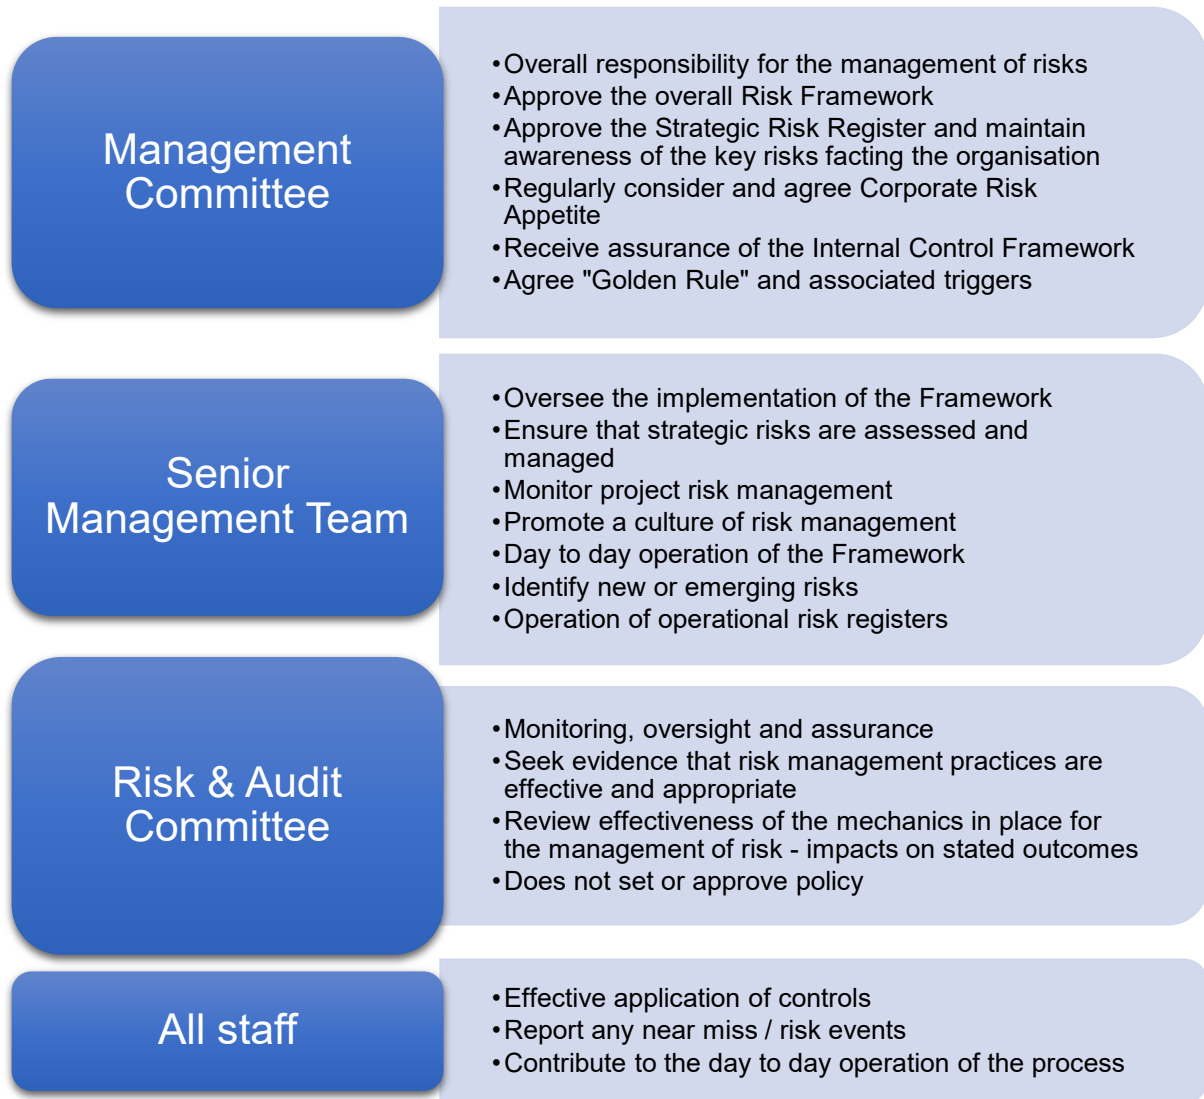 Management
Committee
•Overall responsibility for the management of risks
•Approve the overall Risk Framework
•Approve the Strategic Risk Register and maintain
awareness of the key risks facting the organisation
•Regularly consider and agree Corporate Risk
Appetite
•Receive assurance of the Internal Control Framework
•Agree "Golden Rule" and associated triggers
Senior
Management Team
•Oversee the implementation of the Framework
•Ensure that strategic risks are assessed and
managed
•Monitor project risk management
•Promote a culture of risk management
•Day to day operation of the Framework
•Identify new or emerging risks
•Operation of operational risk registers
Risk & Audit
Committee
•Monitoring, oversight and assurance
•Seek evidence that risk management practices are
effective and appropriate
•Review effectiveness of the mechanics in place for
the management of risk - impacts on stated outcomes
•Does not set or approve policy
All staff
•Effective application of controls
•Report any near miss / risk events
•Contribute to the day to day operation of the process